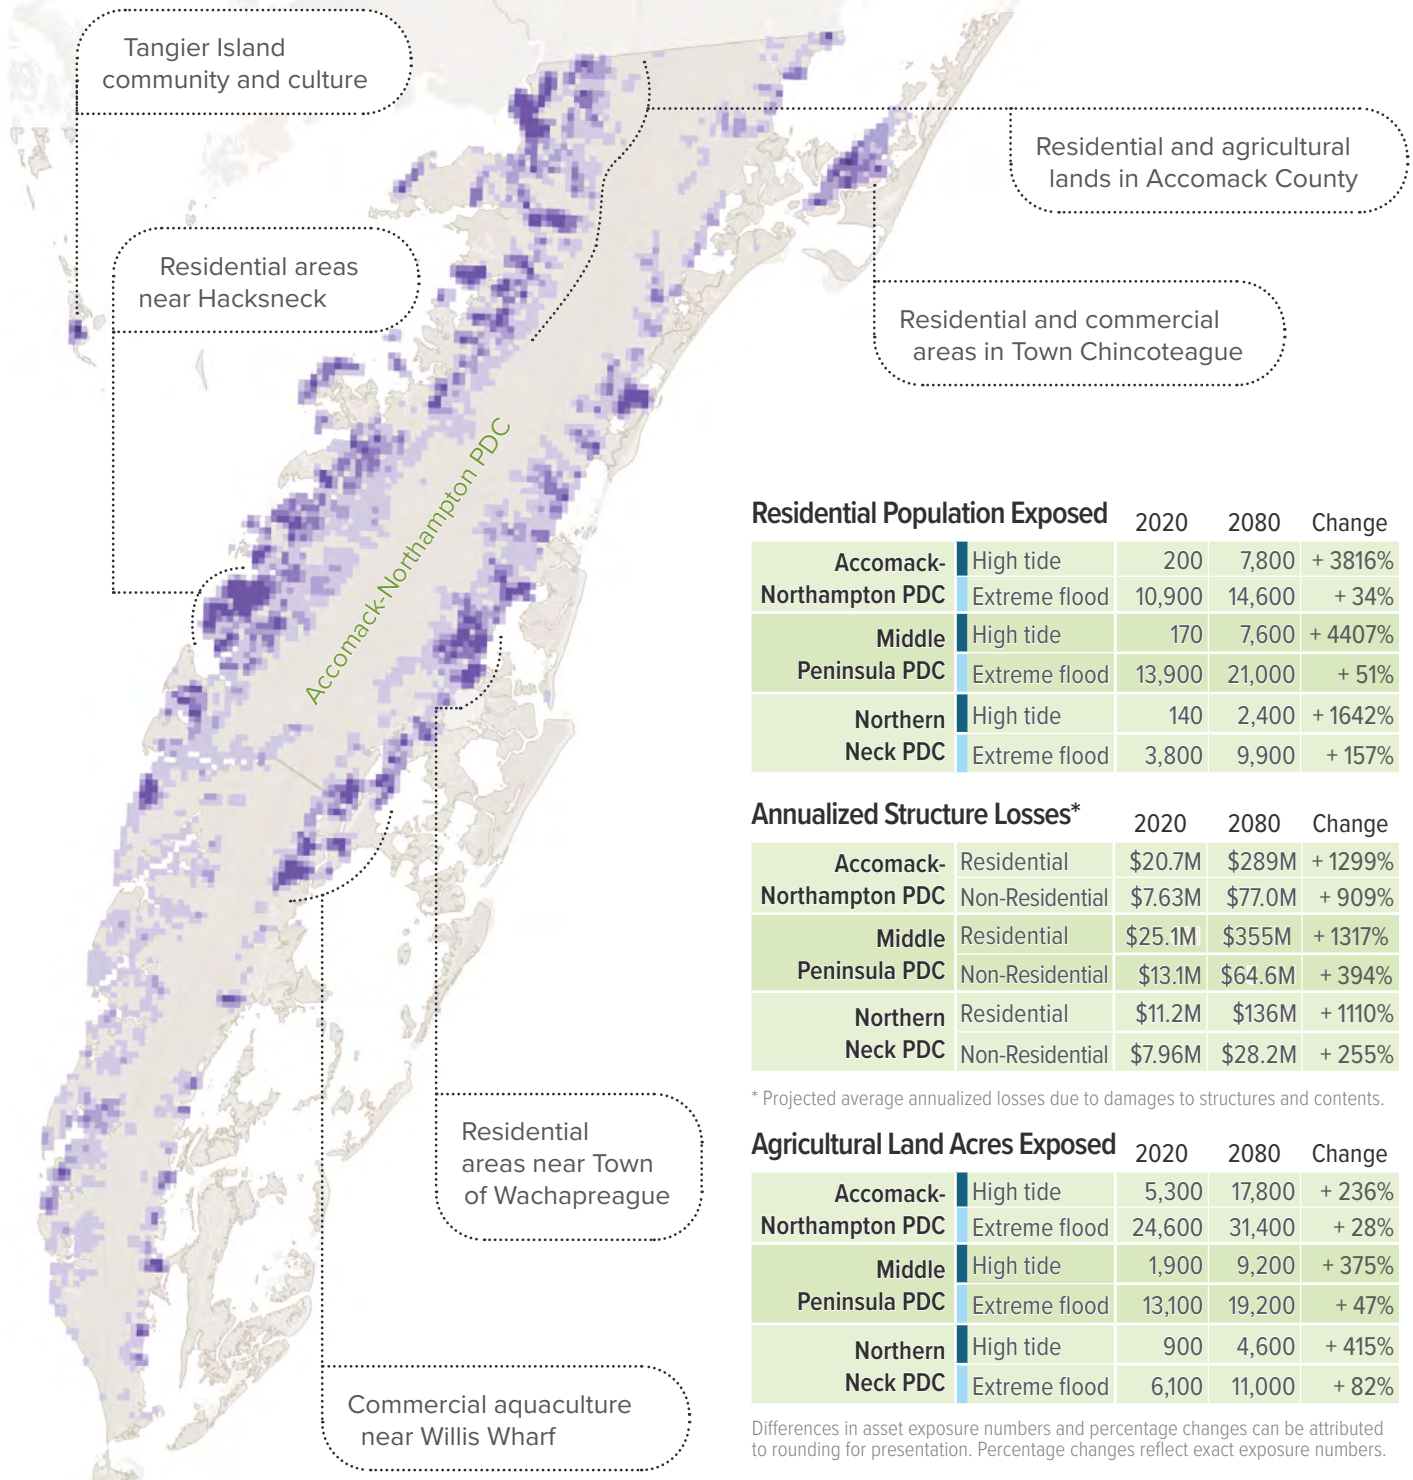 Tangier Island
community and culture
Residential and agricultural
lands in Accomack County
Residential areas
near Hacksneck
Residential and commercial
areas in Town Chincoteague
Accomack-Northampton PDC
Residential
areas near Town
of Wachapreague
Commercial aquaculture
near Willis Wharf
Residential Population Exposed 2020 2080 Change
Accomack- High tide 200 7,800 + 3816%
Northampton PDC Extreme flood 10,900 14,600 + 34%
Middle High tide 170 7,600 + 4407%
Peninsula PDC Extreme flood 13,900 21,000 + 51%
Northern High tide 140 2,400 + 1642%
Neck PDC Extreme flood 3,800 9,900 + 157%
Annualized Structure Losses* 2020 2080 Change
Accomack- Residential $20.7M $289M + 1299%
Northampton PDC Non-Residential $7.63M $77.0M + 909%
Middle Residential $25.1M $355M + 1317%
Peninsula PDC Non-Residential $13.1M $64.6M + 394%
Northern Residential $11.2M $136M + 1110%
Neck PDC Non-Residential $7.96M $28.2M + 255%
* Projected average annualized losses due to damages to structures and contents.
Agricultural Land Acres Exposed 2020 2080 Change
Accomack- High tide 5,300 17,800 + 236%
Northampton PDC Extreme flood 24,600 31,400 + 28%
Middle High tide 1,900 9,200 + 375%
Peninsula PDC Extreme flood 13,100 19,200 + 47%
Northern High tide 900 4,600 + 415%
Neck PDC Extreme flood 6,100 11,000 + 82%
Differences in asset exposure numbers and percentage changes can be attributed
to rounding for presentation. Percentage changes reflect exact exposure numbers.